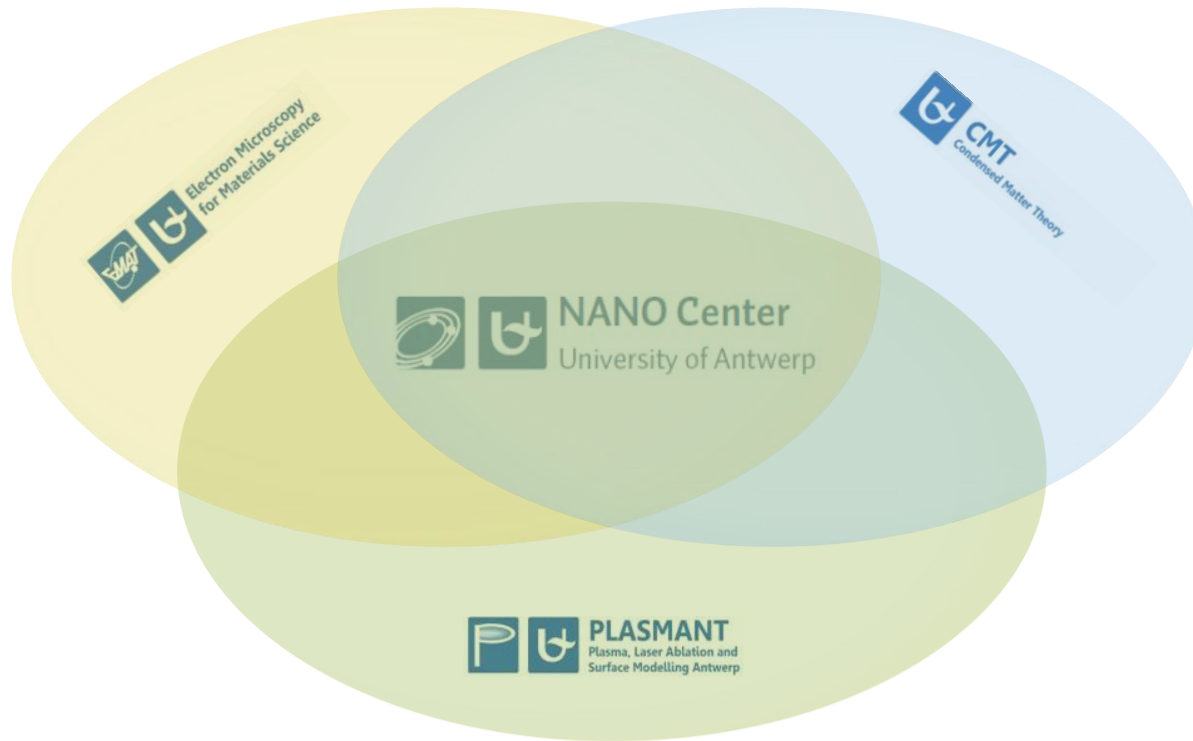 EMAT
Electron Microscopy
for Materials Science
CMT
Condensed Matter Theory
NANO Center
University of Antwerp
PLASMANT
Plasma, Laser Ablation and
Surface Modelling Antwerp